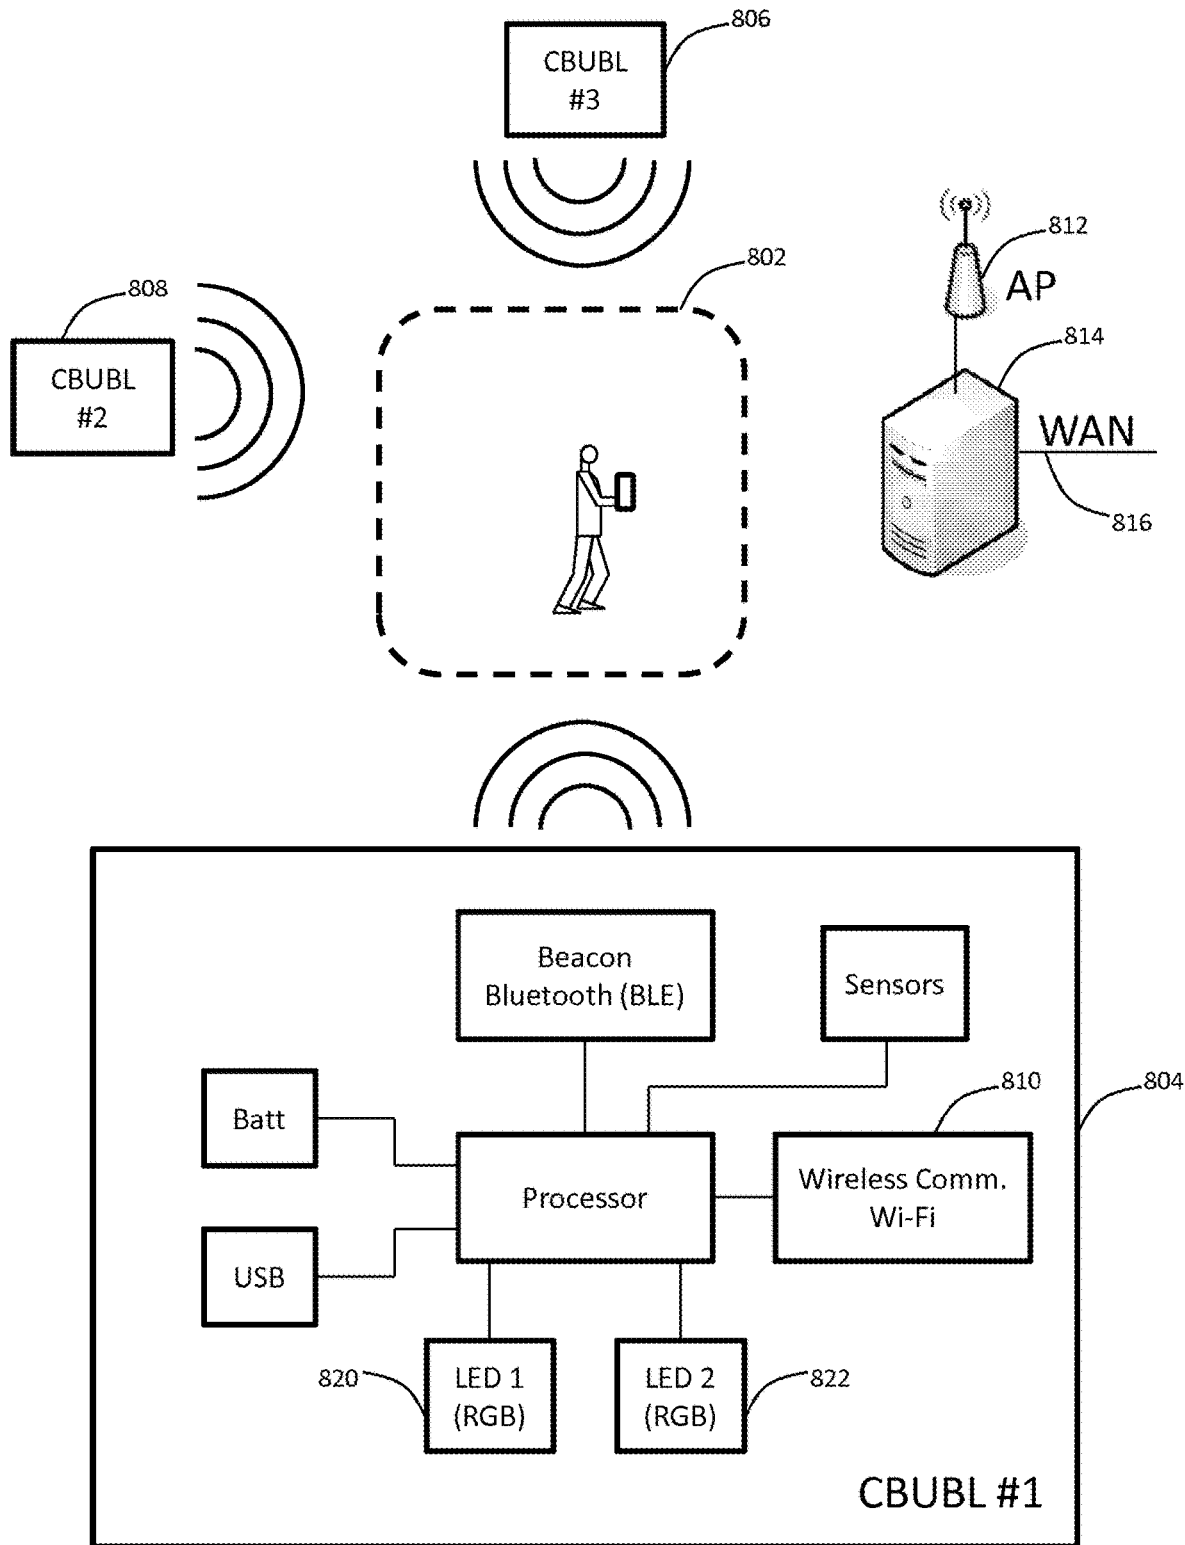 806
CBUBL
#3
812
AP
802
808
CBUBL
#2
814
WAN
816
Beacon
Bluetooth (BLE)
Sensors
810
804
Batt
Processor
Wireless Comm.
Wi-Fi
USB
820
LED 1
(RGB)
LED 2
(RGB)
822
CBUBL #1